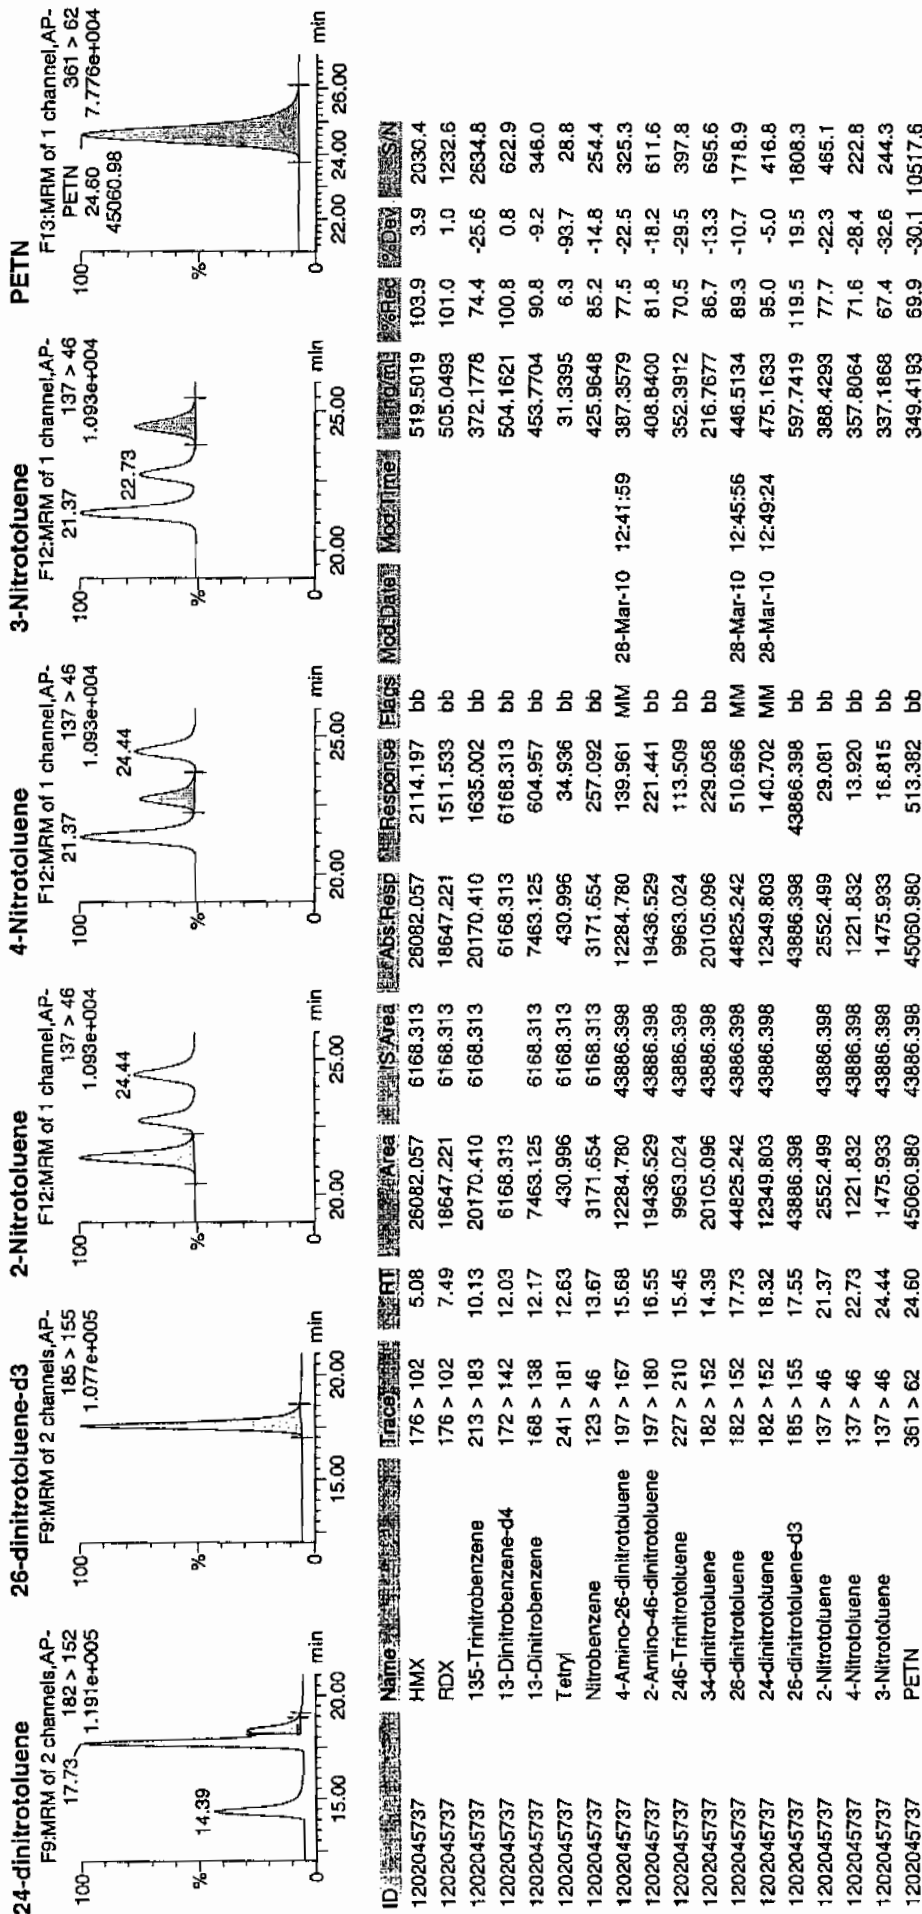 24-dinitrotoluene
F9:MRM of 2 channels,AP-
182 > 152
1.191e+005
17.73
14.39
100
%
0
15.00
20.00
min
26-dinitrotoluene-d3
F9:MRM of 2 channels,AP-
185 > 155
1.077e+005
100
%
0
15.00
20.00
min
2-Nitrotoluene
F12:MRM of 1 channel,AP-
137 > 46
1.093e+004
24.44
100
%
0
20.00
25.00
min
4-Nitrotoluene
F12:MRM of 1 channel,AP-
137 > 46
1.093e+004
21.37
24.44
100
%
0
20.00
25.00
min
3-Nitrotoluene
F12:MRM of 1 channel,AP-
137 > 46
1.093e+004
21.37
22.73
100
%
0
20.00
25.00
min
PETN
F13:MRM of 1 channel,AP-
361 > 62
7.776e+004
PETN
24.60
45060.98
100
%
0
22.00
24.00
26.00
min
ID Name Trace RT Area IS Area Abs.Resp Response Flags Mod.Date Mod.Time ng/mL %Rec %Dev S/N
1202045737 HMX 176 > 102 5.08 26082.057 6168.313 26082.057 2114.197 bb 519.5019 103.9 3.9 2030.4
1202045737 RDX 176 > 102 7.49 18647.221 6168.313 18647.221 1511.533 bb 505.0493 101.0 1.0 1232.6
1202045737 135-Trinitrobenzene 213 > 183 10.13 20170.410 6168.313 20170.410 1635.002 bb 372.1778 74.4 -25.6 2634.8
1202045737 13-Dinitrobenzene-d4 172 > 142 12.03 6168.313 6168.313 6168.313 bb 504.1621 100.8 0.8 622.9
1202045737 13-Dinitrobenzene 168 > 138 12.17 7463.125 6168.313 7463.125 604.957 bb 453.7704 90.8 -9.2 346.0
1202045737 Tetryl 241 > 181 12.63 430.996 6168.313 430.996 34.936 bb 31.3395 6.3 -93.7 28.8
1202045737 Nitrobenzene 123 > 46 13.67 3171.654 6168.313 3171.654 257.092 bb 425.9648 85.2 -14.8 254.4
1202045737 4-Amino-26-dinitrotoluene 197 > 167 15.68 12284.780 43886.398 12284.780 139.961 MM 28-Mar-10 12:41:59 387.3579 77.5 -22.5 325.3
1202045737 2-Amino-46-dinitrotoluene 197 > 180 16.55 19436.529 43886.398 19436.529 221.441 bb 408.8400 81.8 -18.2 611.6
1202045737 246-Trinitrotoluene 227 > 210 15.45 9963.024 43886.398 9963.024 113.509 bb 352.3912 70.5 -29.5 397.8
1202045737 34-dinitrotoluene 182 > 152 14.39 20105.096 43886.398 20105.096 229.058 bb 216.7677 86.7 -13.3 695.6
1202045737 26-dinitrotoluene 182 > 152 17.73 44825.242 43886.398 44825.242 510.696 MM 28-Mar-10 12:45:56 446.5134 89.3 -10.7 1718.9
1202045737 24-dinitrotoluene 182 > 152 18.32 12349.803 43886.398 12349.803 140.702 MM 28-Mar-10 12:49:24 475.1633 95.0 -5.0 416.8
1202045737 26-dinitrotoluene-d3 185 > 155 17.55 43886.398 43886.398 43886.398 bb 597.7419 119.5 19.5 1808.3
1202045737 2-Nitrotoluene 137 > 46 21.37 2552.499 43886.398 2552.499 29.081 bb 388.4293 77.7 -22.3 465.1
1202045737 4-Nitrotoluene 137 > 46 22.73 1221.832 43886.398 1221.832 13.920 bb 357.8064 71.6 -28.4 222.8
1202045737 3-Nitrotoluene 137 > 46 24.44 1475.933 43886.398 1475.933 16.815 bb 337.1868 67.4 -32.6 244.3
1202045737 PETN 361 > 62 24.60 45060.980 43886.398 45060.980 513.382 bb 349.4193 69.9 -30.1 10517.6